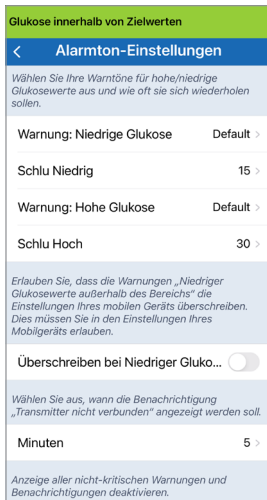 Glukose innerhalb von Zielwerten
Alarmton-Einstellungen
Wählen Sie Ihre Warntöne für hohe/niedrige
Glukosewerte aus und wie oft sie sich wiederholen
sollen.
Warnung: Niedrige Glukose Default
Schlu Niedrig 15
Warnung: Hohe Glukose Default
Schlu Hoch 30
Erlauben Sie, dass die Warnungen „Niedriger
Glukosewerte außerhalb des Bereichs“ die
Einstellungen Ihres mobilen Geräts überschreiben.
Dies müssen Sie in den Einstellungen Ihres
Mobilgeräts erlauben.
Überschreiben bei Niedriger Gluko...
Wählen Sie aus, wann die Benachrichtigung
„Transmitter nicht verbunden“ angezeigt werden soll.
Minuten 5
Anzeige aller nicht-kritischen Warnungen und
Benachrichtigungen deaktivieren.